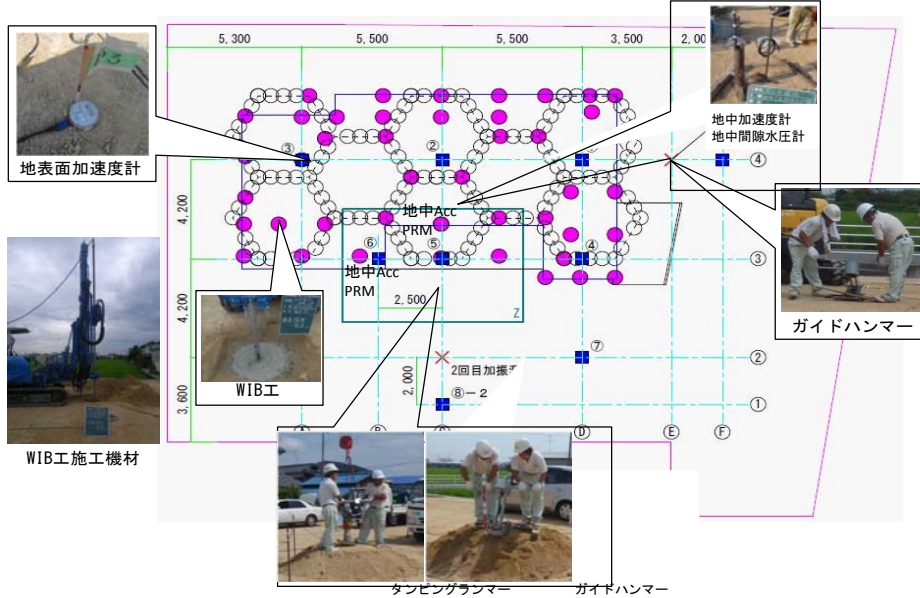 5,300
5,500
5,500
3,500
2,00
P3
地表面加速度計
地中加速度計
地中間隙水圧計
③
②
④
4,200
地中Acc
PRM
⑥
⑤
④
③
地中Acc
PRM
2,500
Z
4,200
ガイドハンマー
WIB工
⑦
②
2回目加振
2,000
⑧－2
①
3,600
WIB工施工機材
Ⓓ
Ⓔ
Ⓕ
タンピングランマー
ガイドハンマー